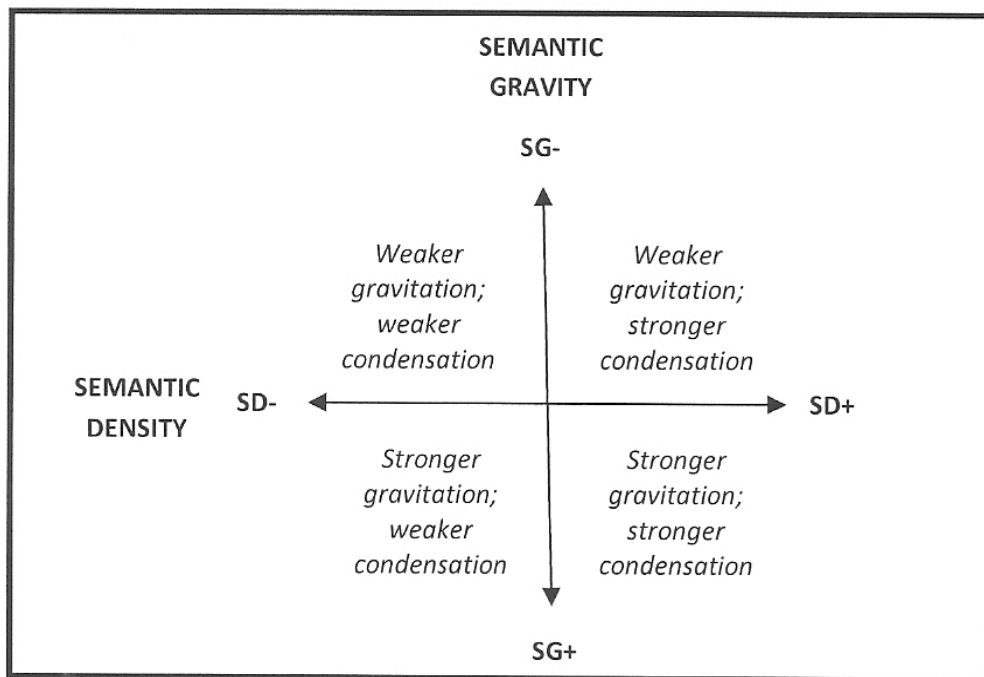 SEMANTIC
GRAVITY
SG-
Weaker
gravitation;
weaker
condensation
Weaker
gravitation;
stronger
condensation
SEMANTIC
DENSITY
SD-
SD+
Stronger
gravitation;
weaker
condensation
Stronger
gravitation;
stronger
condensation
SG+